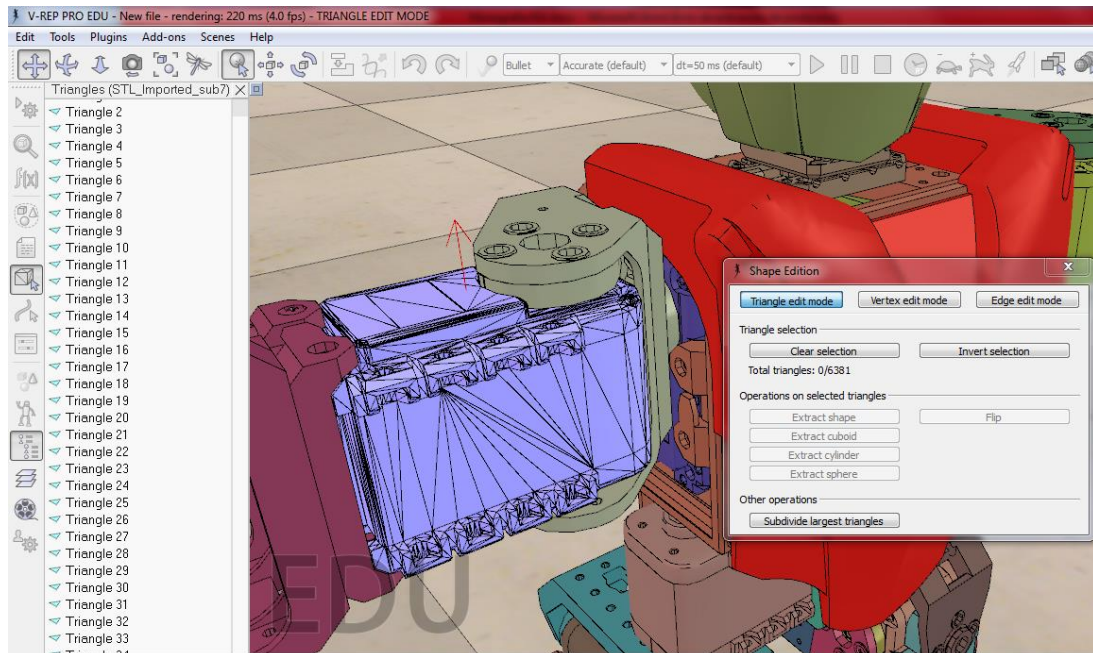 V-REP PRO EDU - New file - rendering: 220 ms (4.0 fps) - TRIANGLE EDIT MODE
Edit Tools Plugins Add-ons Scenes Help
Bullet Accurate (default) dt=50 ms (default)
Triangles (STL_Imported_sub7)
f(x)
Triangle 2
Triangle 3
Triangle 4
Triangle 5
Triangle 6
Triangle 7
Triangle 8
Triangle 9
Triangle 10
Triangle 11
Triangle 12
Triangle 13
Triangle 14
Triangle 15
Triangle 16
Triangle 17
Triangle 18
Triangle 19
Triangle 20
Triangle 21
Triangle 22
Triangle 23
Triangle 24
Triangle 25
Triangle 26
Triangle 27
Triangle 28
Triangle 29
Triangle 30
Triangle 31
Triangle 32
Triangle 33
EDU
Shape Edition
Triangle edit mode Vertex edit mode Edge edit mode
Triangle selection
Clear selection Invert selection
Total triangles: 0/6381
Operations on selected triangles
Extract shape Flip
Extract cuboid
Extract cylinder
Extract sphere
Other operations
Subdivide largest triangles